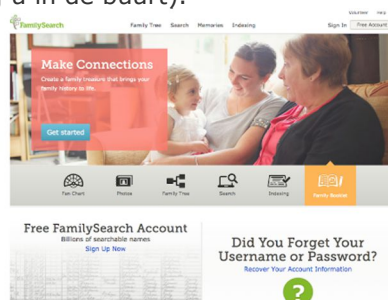 u in de buurt).
Volunteer Help
FamilySearch Family Tree Search Memories Indexing Sign In Free Account
Make Connections
Create a family treasure that brings your
family history to life.
Get started
Fan Chart Photos Family Tree Search Indexing Family Booklet
Free FamilySearch Account
Billions of searchable names
Sign Up Now
Did You Forget Your
Username or Password?
Recover Your Account Information
?